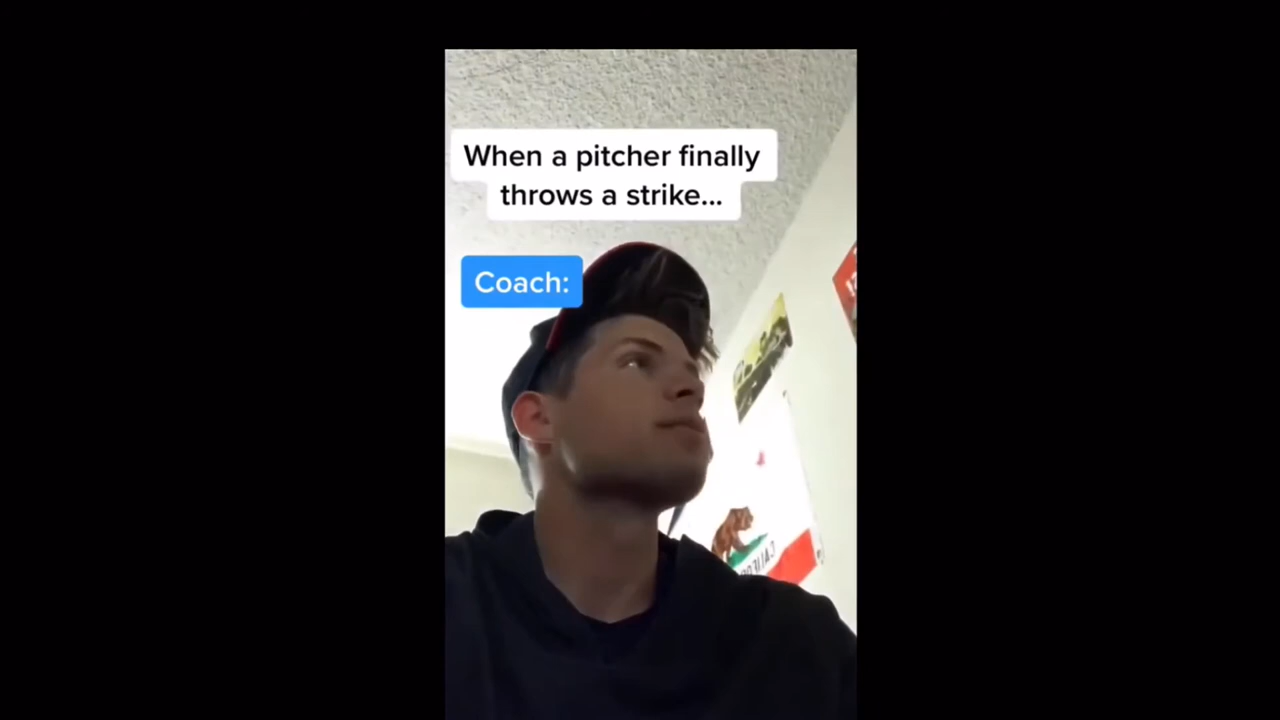 When a pitcher finally
throws a strike...
Coach: